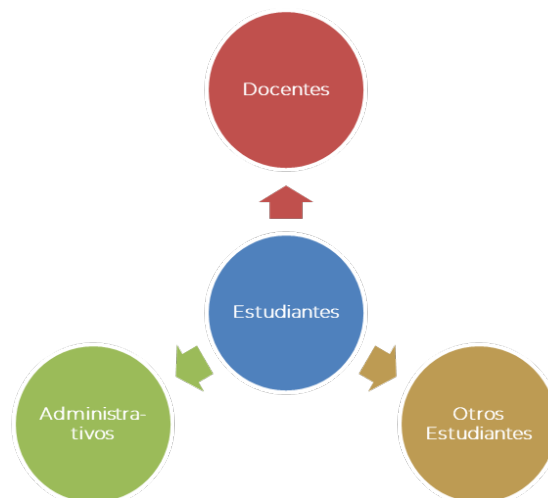 Docentes
Estudiantes
Administra-
tivos
Otros
Estudiantes